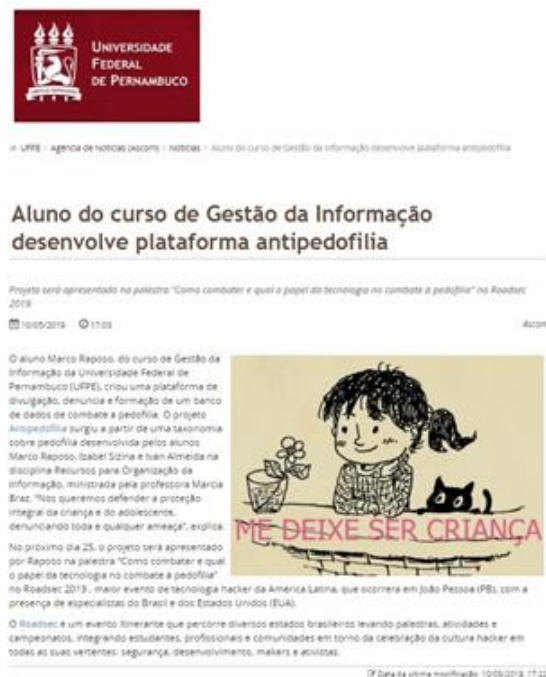 UNIVERSIDADE
FEDERAL
DE PERNAMBUCO
UFPE > Agência de Notícias (Ascom) > Notícias > Aluno do curso de Gestão da Informação desenvolve plataforma antipedofilia
Aluno do curso de Gestão da Informação
desenvolve plataforma antipedofilia
Projeto será apresentado na palestra "Como combater e qual o papel da tecnologia no combate à pedofilia" no Roadsec
2019
10/05/2019 17:03
Ascom
O aluno Marco Raposo, do curso de Gestão da
Informação da Universidade Federal de
Pernambuco (UFPE), criou uma plataforma de
divulgação, denúncia e formação de um banco
de dados de combate a pedofilia. O projeto
Antipedofilia surgiu a partir de uma taxonomia
sobre pedofilia desenvolvida pelos alunos
Marco Raposo, Izabel Sizina e Ivan Almeida na
disciplina Recursos para Organização da
Informação, ministrada pela professora Marcia
Braz. "Nós queremos defender a proteção
integral da criança e do adolescente,
denunciando toda e qualquer ameaça", explica.
ME DEIXE SER CRIANÇA
No próximo dia 25, o projeto será apresentado
por Raposo na palestra "Como combater e qual
o papel da tecnologia no combate à pedofilia"
no Roadsec 2019, maior evento de tecnologia hacker da América Latina, que ocorrerá em João Pessoa (PB), com a
presença de especialistas do Brasil e dos Estados Unidos (EUA).
O Roadsec é um evento itinerante que percorre diversos estados brasileiros levando palestras, atividades e
campeonatos, integrando estudantes, profissionais e comunidades em torno da celebração da cultura hacker em
todas as suas vertentes: segurança, desenvolvimento, makers e ativistas.
Data da última modificação: 10/05/2019, 17:22